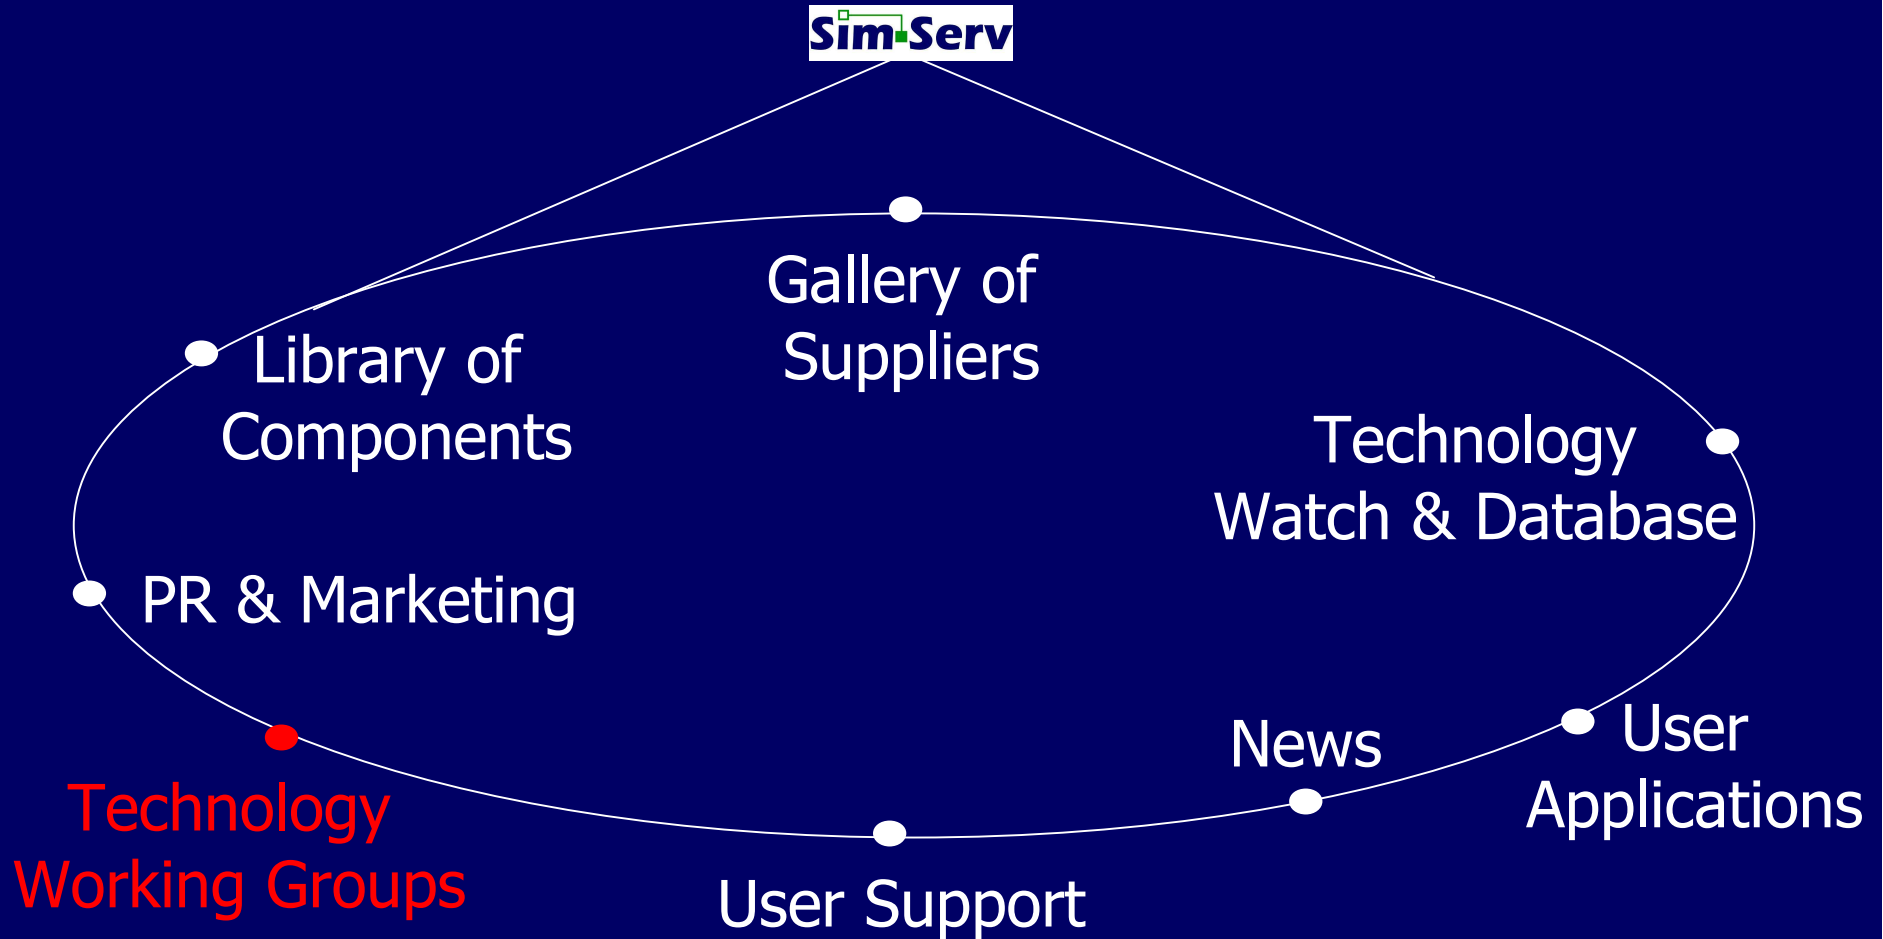 Sim-Serv
Gallery of
Suppliers
Library of
Components
Technology
Watch & Database
PR & Marketing
News
User
Applications
Technology
Working Groups
User Support